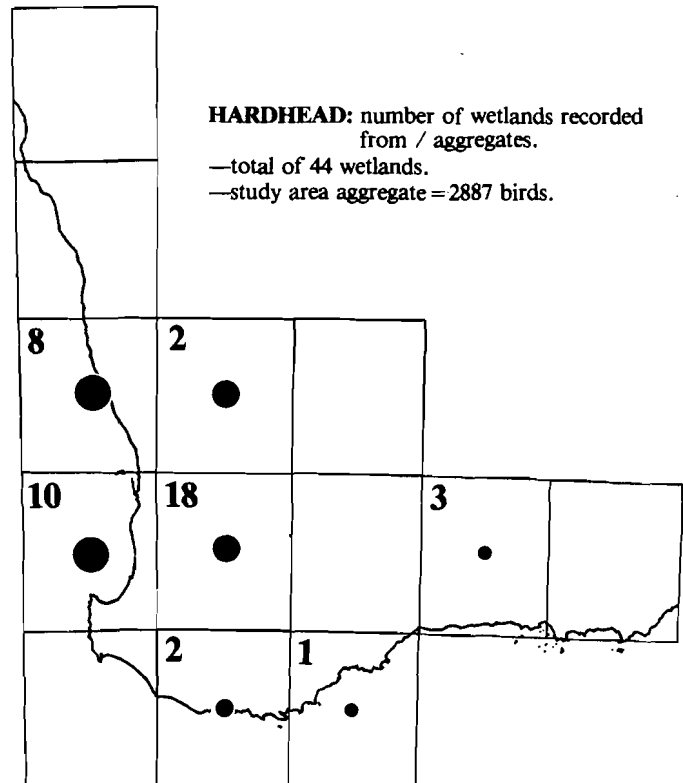 HARDHEAD: number of wetlands recorded
from / aggregates.
—total of 44 wetlands.
—study area aggregate = 2887 birds.
8 2
10 18 3
2 1